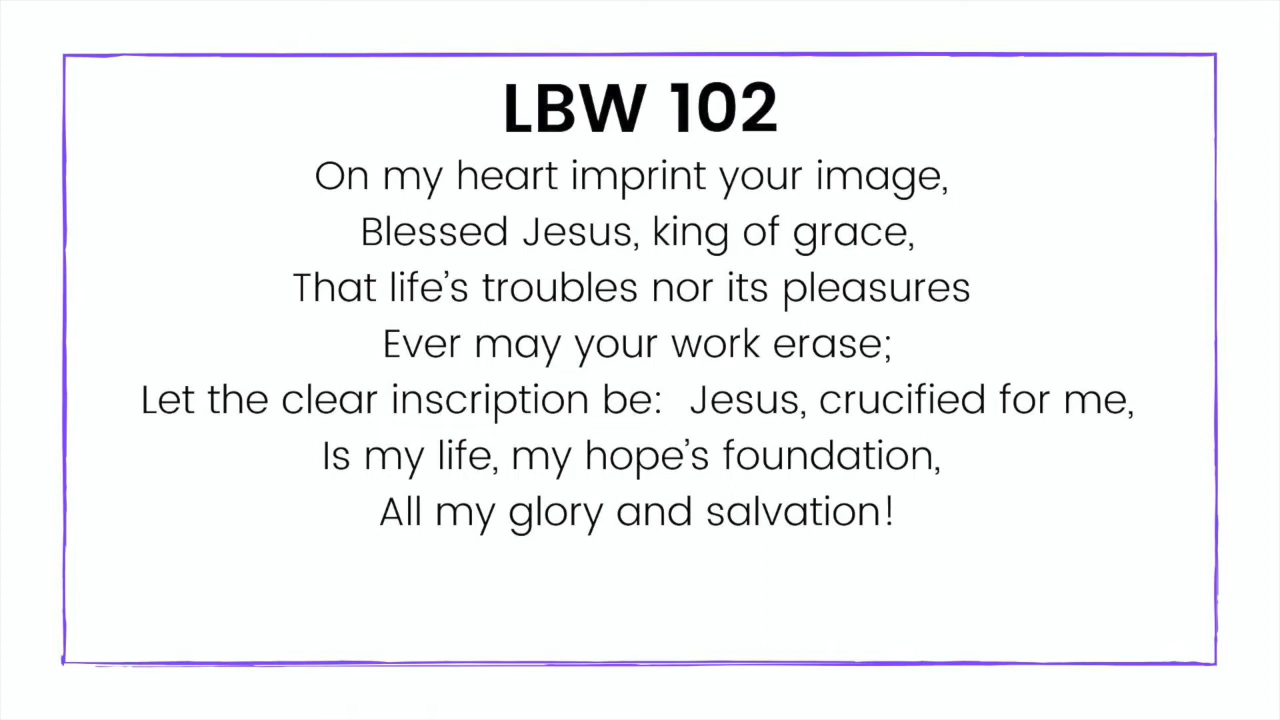 LBW 102
On my heart imprint your image,
Blessed Jesus, king of grace,
That life’s troubles nor its pleasures
Ever may your work erase;
Let the clear inscription be:  Jesus, crucified for me,
Is my life, my hope’s foundation,
All my glory and salvation!